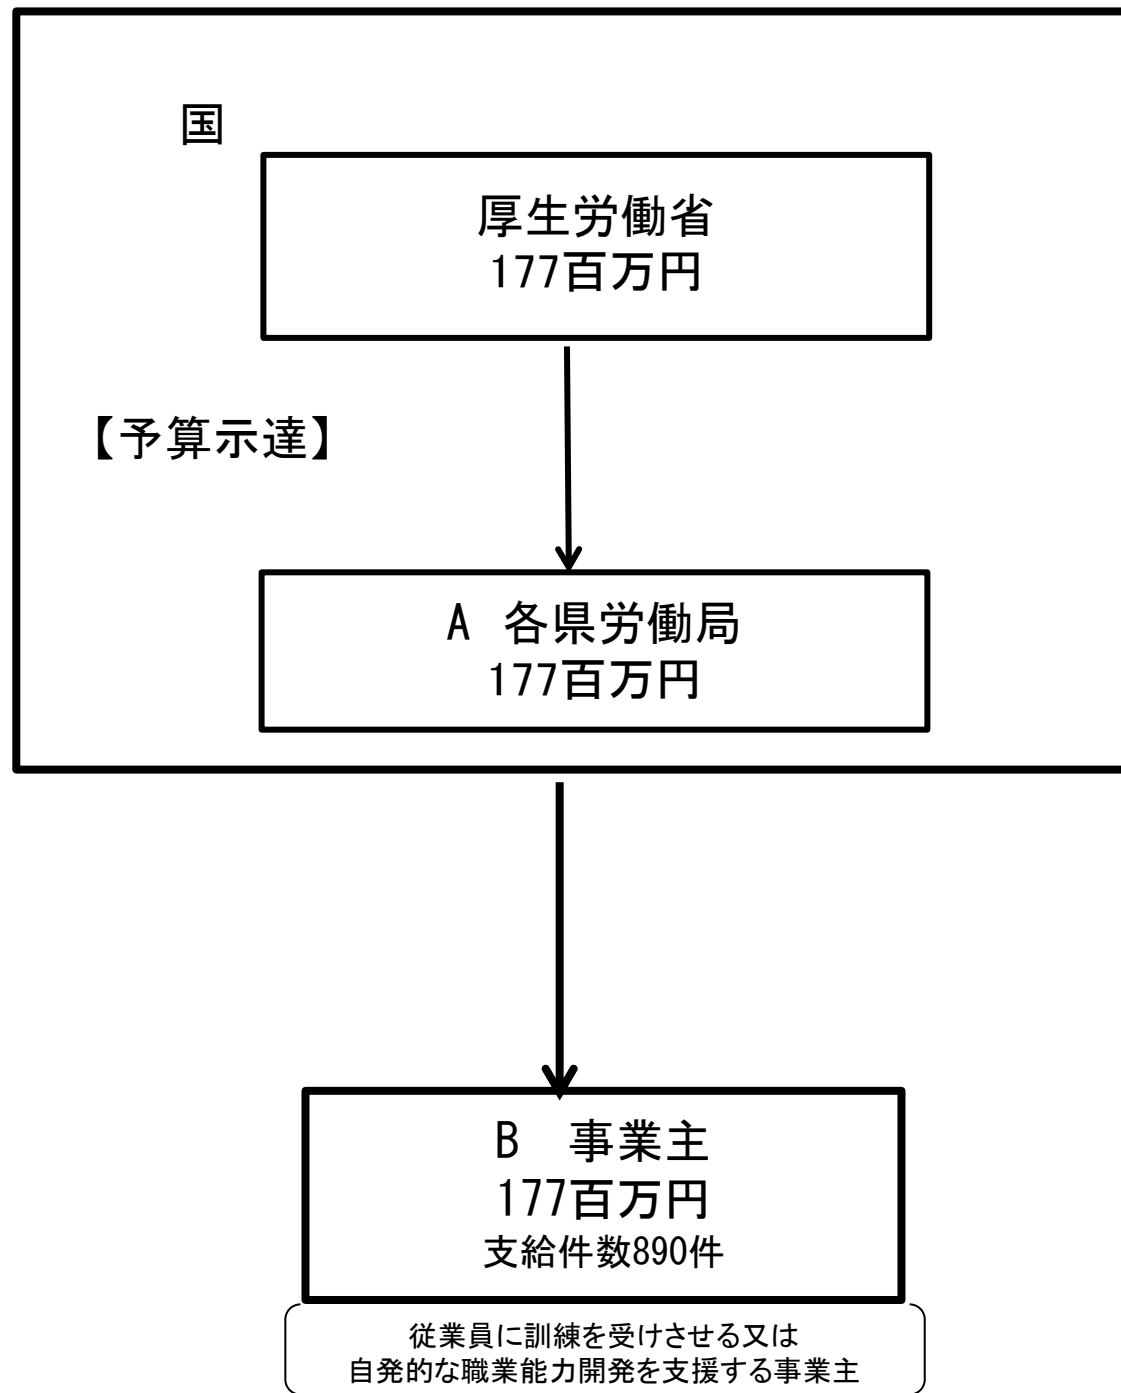 国
厚生労働省
177百万円
【予算示達】
A　各県労働局
177百万円
B　事業主
177百万円
支給件数890件
従業員に訓練を受けさせる又は
自発的な職業能力開発を支援する事業主